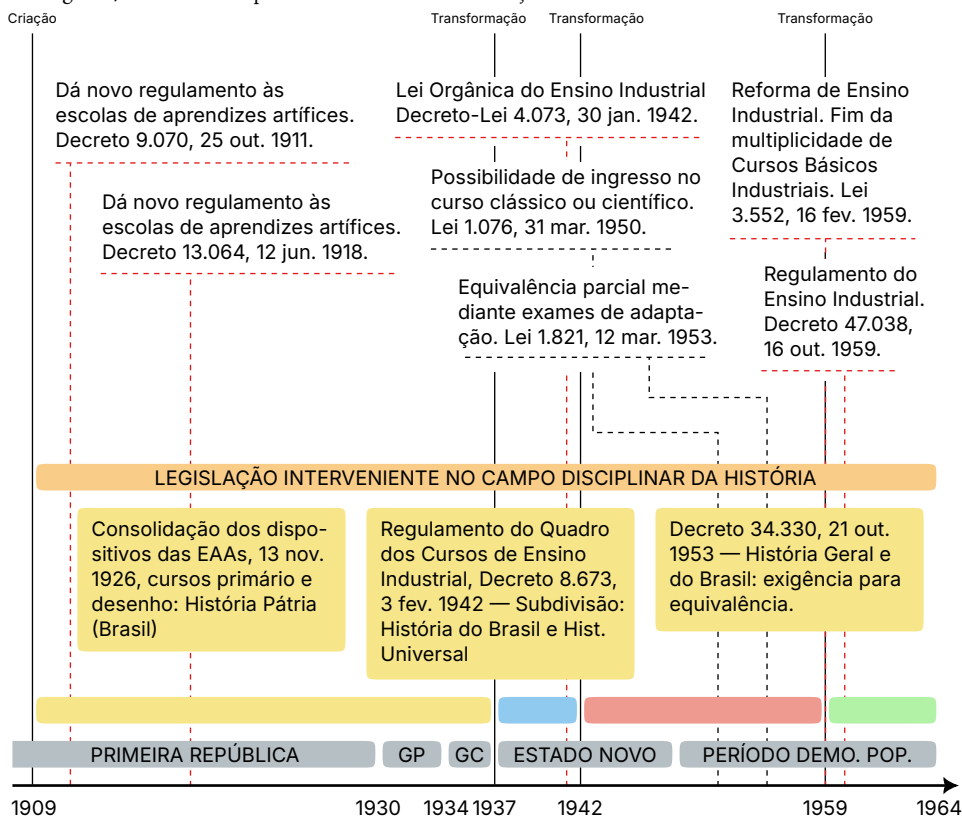 Criação
Transformação
Transformação
Transformação
Dá novo regulamento às
escolas de aprendizes artífices.
Decreto 9.070, 25 out. 1911.
Dá novo regulamento às
escolas de aprendizes artífices.
Decreto 13.064, 12 jun. 1918.
Lei Orgânica do Ensino Industrial
Decreto-Lei 4.073, 30 jan. 1942.
Possibilidade de ingresso no
curso clássico ou científico.
Lei 1.076, 31 mar. 1950.
Equivalência parcial me-
diante exames de adapta-
ção. Lei 1.821, 12 mar. 1953.
Reforma de Ensino
Industrial. Fim da
multiplicidade de
Cursos Básicos
Industriais. Lei
3.552, 16 fev. 1959.
Regulamento do
Ensino Industrial.
Decreto 47.038,
16 out. 1959.
LEGISLAÇÃO INTERVENIENTE NO CAMPO DISCIPLINAR DA HISTÓRIA
Consolidação dos dispo-
sitivos das EAAs, 13 nov.
1926, cursos primário e
desenho: História Pátria
(Brasil)
Regulamento do Quadro
dos Cursos de Ensino
Industrial, Decreto 8.673,
3 fev. 1942 — Subdivisão:
História do Brasil e Hist.
Universal
Decreto 34.330, 21 out.
1953 — História Geral e
do Brasil: exigência para
equivalência.
PRIMEIRA REPÚBLICA
GP
GC
ESTADO NOVO
PERÍODO DEMO. POP.
1909
1930
1934
1937
1942
1959
1964